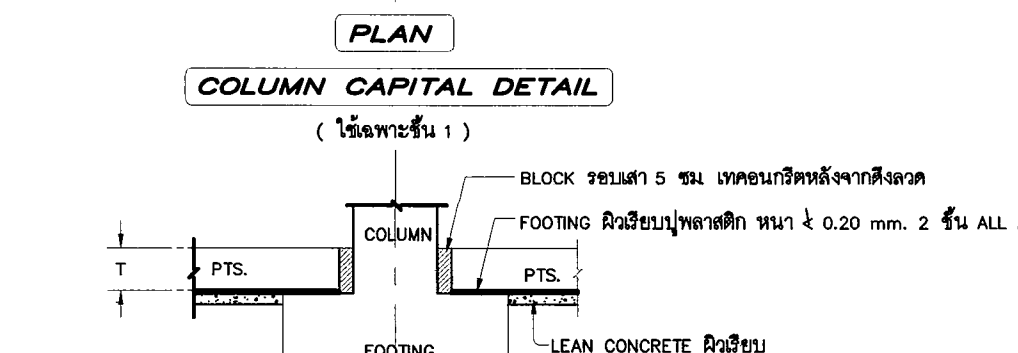 PLAN
COLUMN CAPITAL DETAIL
( ใช้เฉพาะชั้น 1 )
BLOCK รอบเสา 5 ซม. เทคอนกรีตหลังจากดึงลวด
FOOTING ผิวเรียบปูพลาสติก หนา ≮ 0.20 mm. 2 ชั้น ALL
COLUMN
T
PTS.
PTS.
LEAN CONCRETE ผิวเรียบ
FOOTING